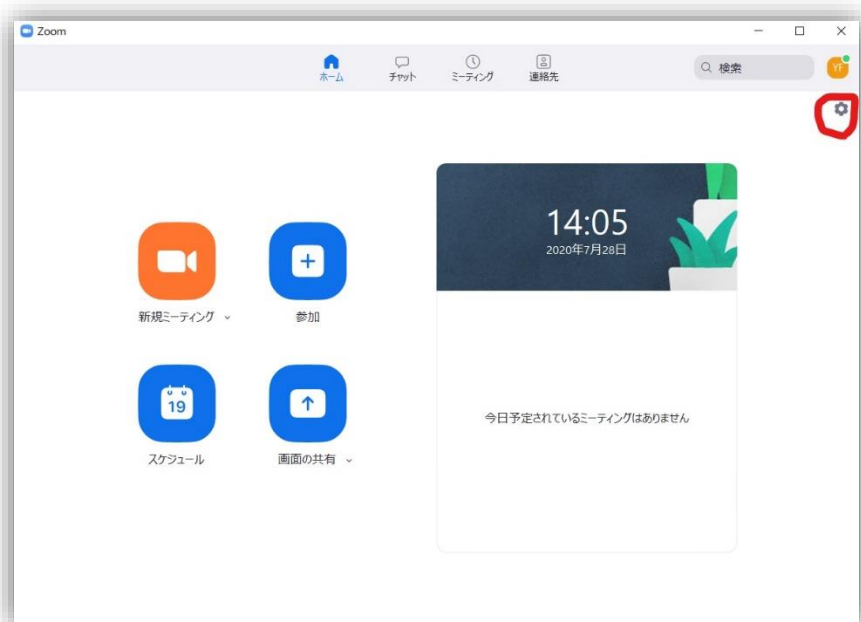 Zoom
ホーム
チャット
ミーティング
連絡先
検索
YF
14:05
2020年7月28日
新規ミーティング
参加
19
スケジュール
画面の共有
今日予定されているミーティングはありません